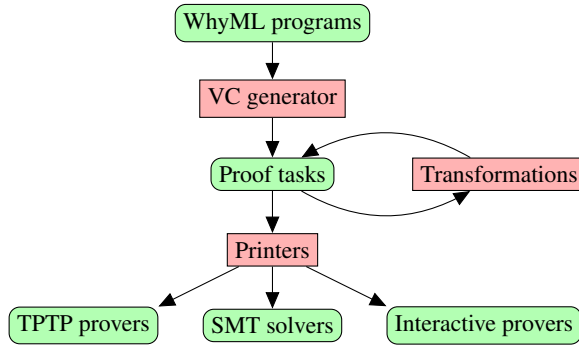 WhyML programs
VC generator
Proof tasks
Transformations
Printers
TPTP provers
SMT solvers
Interactive provers